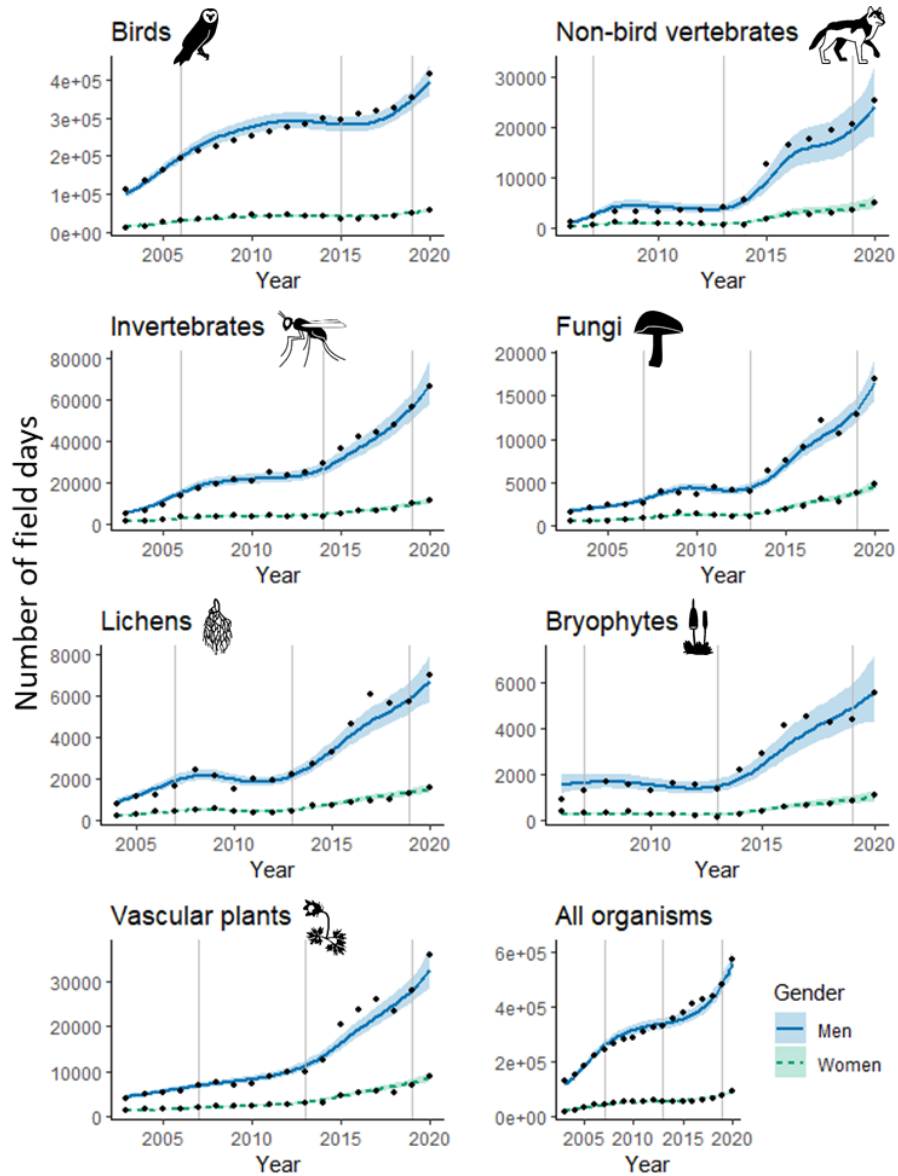 Number of field days
Birds
4e+05
3e+05
2e+05
1e+05
0e+00
2005 2010 2015 2020
Year
Non-bird vertebrates
30000
20000
10000
0
2010 2015 2020
Year
Invertebrates
80000
60000
40000
20000
0
2005 2010 2015 2020
Year
Fungi
20000
15000
10000
5000
0
2005 2010 2015 2020
Year
Lichens
8000
6000
4000
2000
0
2005 2010 2015 2020
Year
Bryophytes
6000
4000
2000
0
2010 2015 2020
Year
Vascular plants
30000
20000
10000
0
2005 2010 2015 2020
Year
All organisms
6e+05
4e+05
2e+05
0e+00
2005 2010 2015 2020
Year
Gender
Men
Women